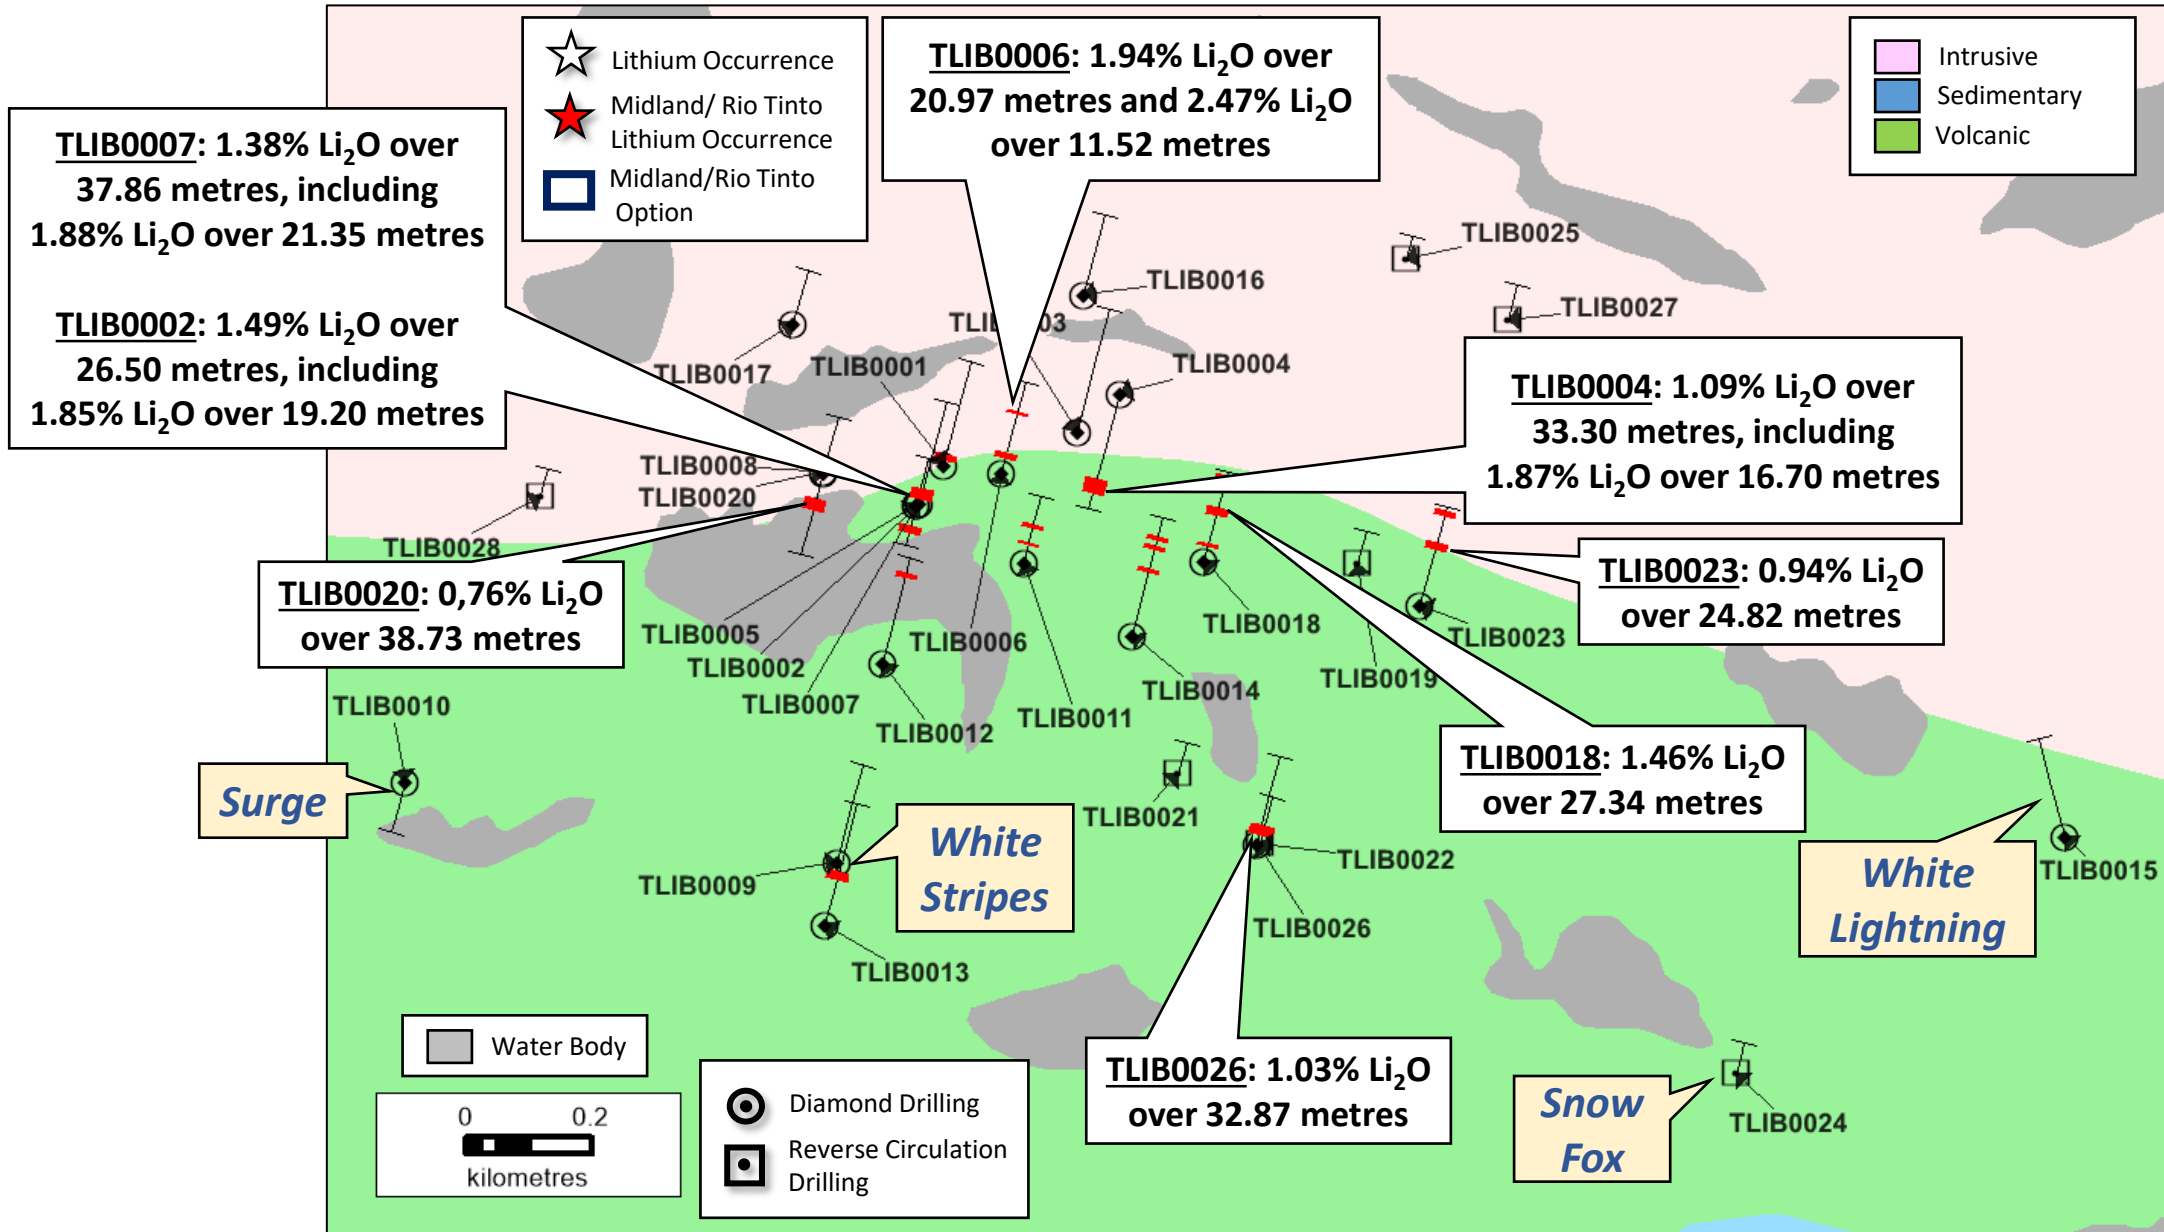 Lithium Occurrence
Midland/ Rio Tinto
Lithium Occurrence
Midland/Rio Tinto
Option
TLIB0006: 1.94% Li₂O over
20.97 metres and 2.47% Li₂O
over 11.52 metres
Intrusive
Sedimentary
Volcanic
TLIB0007: 1.38% Li₂O over
37.86 metres, including
1.88% Li₂O over 21.35 metres
TLIB0002: 1.49% Li₂O over
26.50 metres, including
1.85% Li₂O over 19.20 metres
TLIB0025
TLIB0016
TLIB0027
03
TLIB0017
TLIB0001
TLIB0004
TLIB0004: 1.09% Li₂O over
33.30 metres, including
1.87% Li₂O over 16.70 metres
TLIB0008
TLIB0020
TLIB0028
TLIB0020: 0,76% Li₂O
over 38.73 metres
TLIB0023: 0.94% Li₂O
over 24.82 metres
TLIB0005
TLIB0002
TLIB0007
TLIB0006
TLIB0012
TLIB0011
TLIB0014
TLIB0018
TLIB0019
TLIB0023
TLIB0010
Surge
TLIB0018: 1.46% Li₂O
over 27.34 metres
TLIB0021
White
Stripes
TLIB0009
TLIB0013
TLIB0022
TLIB0026
White
Lightning
TLIB0015
Water Body
0 0.2
kilometres
Diamond Drilling
Reverse Circulation
Drilling
TLIB0026: 1.03% Li₂O
over 32.87 metres
Snow
Fox
TLIB0024